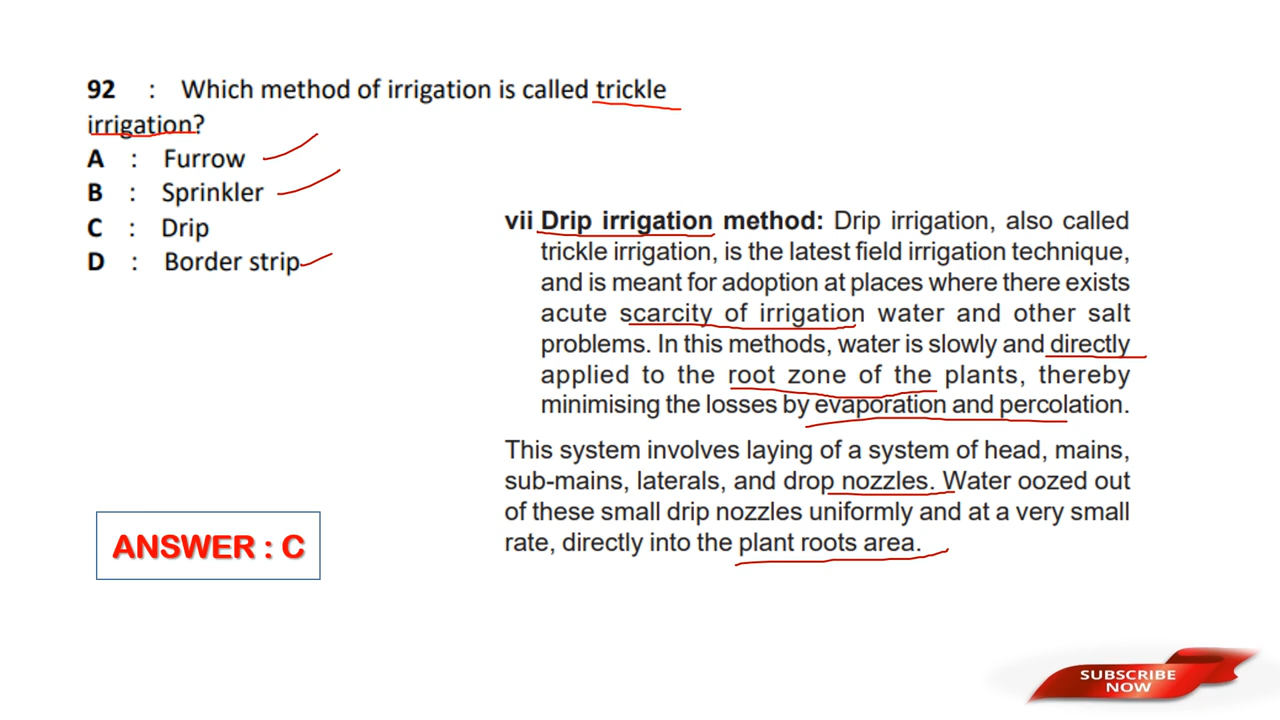 92 : Which method of irrigation is called trickle
irrigation?
A : Furrow
B : Sprinkler
C : Drip
D : Border strip
vii Drip irrigation method: Drip irrigation, also called
trickle irrigation, is the latest field irrigation technique,
and is meant for adoption at places where there exists
acute scarcity of irrigation water and other salt
problems. In this methods, water is slowly and directly
applied to the root zone of the plants, thereby
minimising the losses by evaporation and percolation.
This system involves laying of a system of head, mains,
sub-mains, laterals, and drop nozzles. Water oozed out
of these small drip nozzles uniformly and at a very small
rate, directly into the plant roots area.
ANSWER : C
SUBSCRIBE
NOW